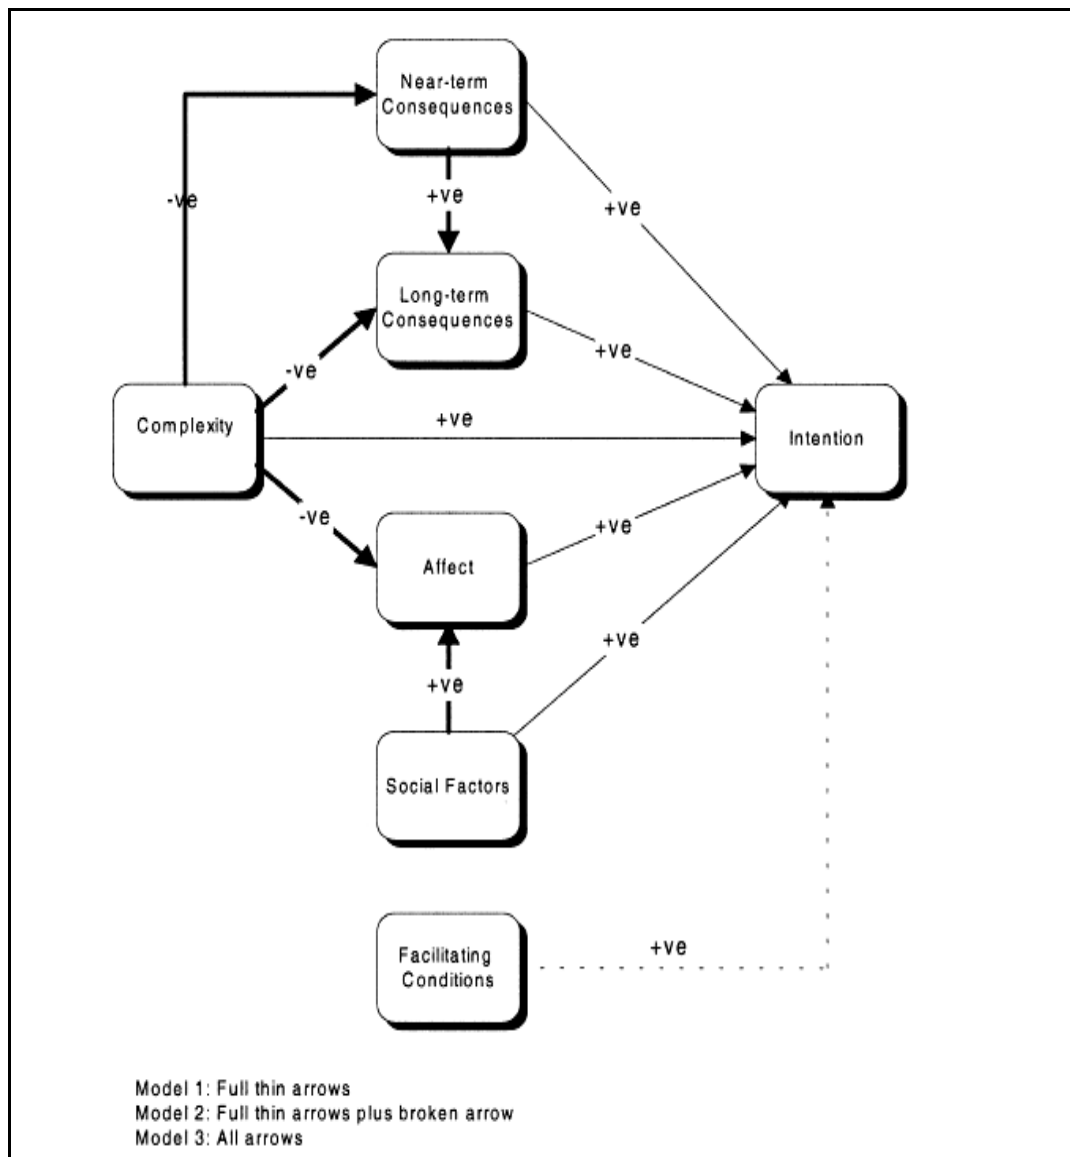 Near-term
Consequences
-ve
+ve
+ve
Long-term
Consequences
+ve
-ve
Complexity
+ve
Intention
-ve
+ve
Affect
+ve
+ve
Social Factors
+ve
Facilitating
Conditions
Model 1: Full thin arrows
Model 2: Full thin arrows plus broken arrow
Model 3: All arrows